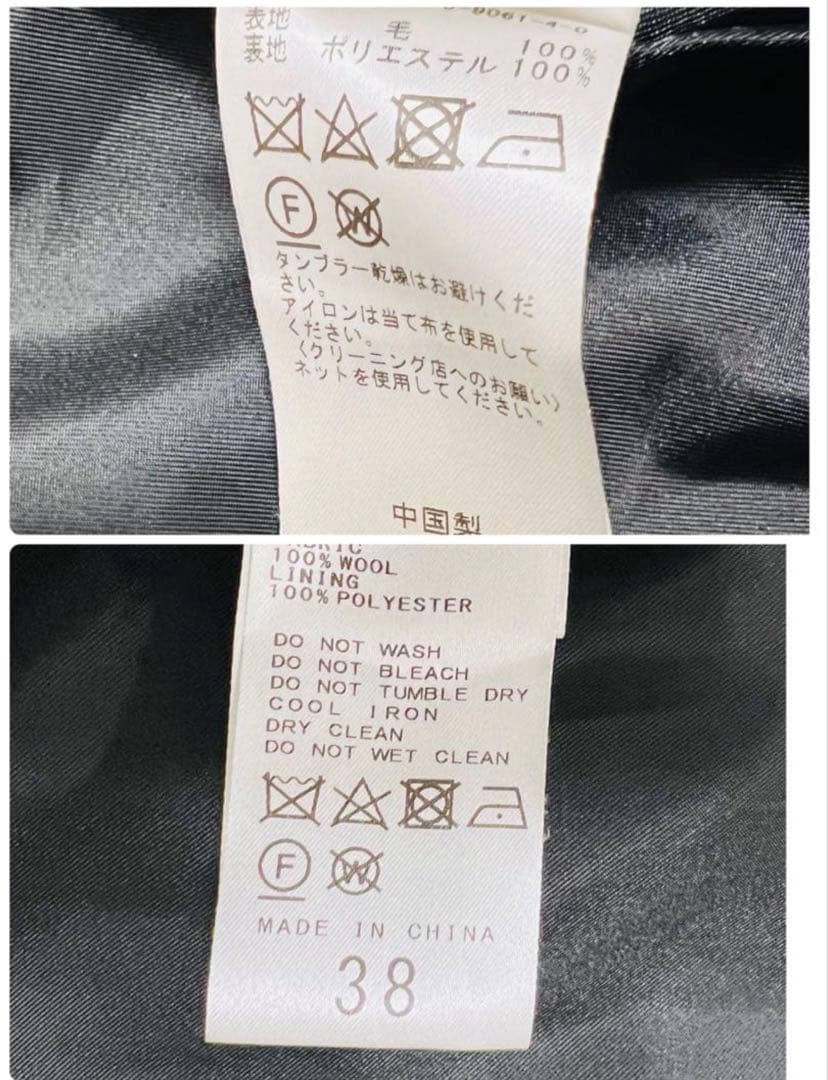 表地 毛 100%
裏地 ポリエステル 100%
F W
タンブラー乾燥はお避けくだ
さい。
アイロンは当て布を使用して
ください。
〈クリーニング店へのお願い〉
ネットを使用してください。
中国製
100% WOOL
LINING
100% POLYESTER
DO NOT WASH
DO NOT BLEACH
DO NOT TUMBLE DRY
COOL IRON
DRY CLEAN
DO NOT WET CLEAN
F W
MADE IN CHINA
38